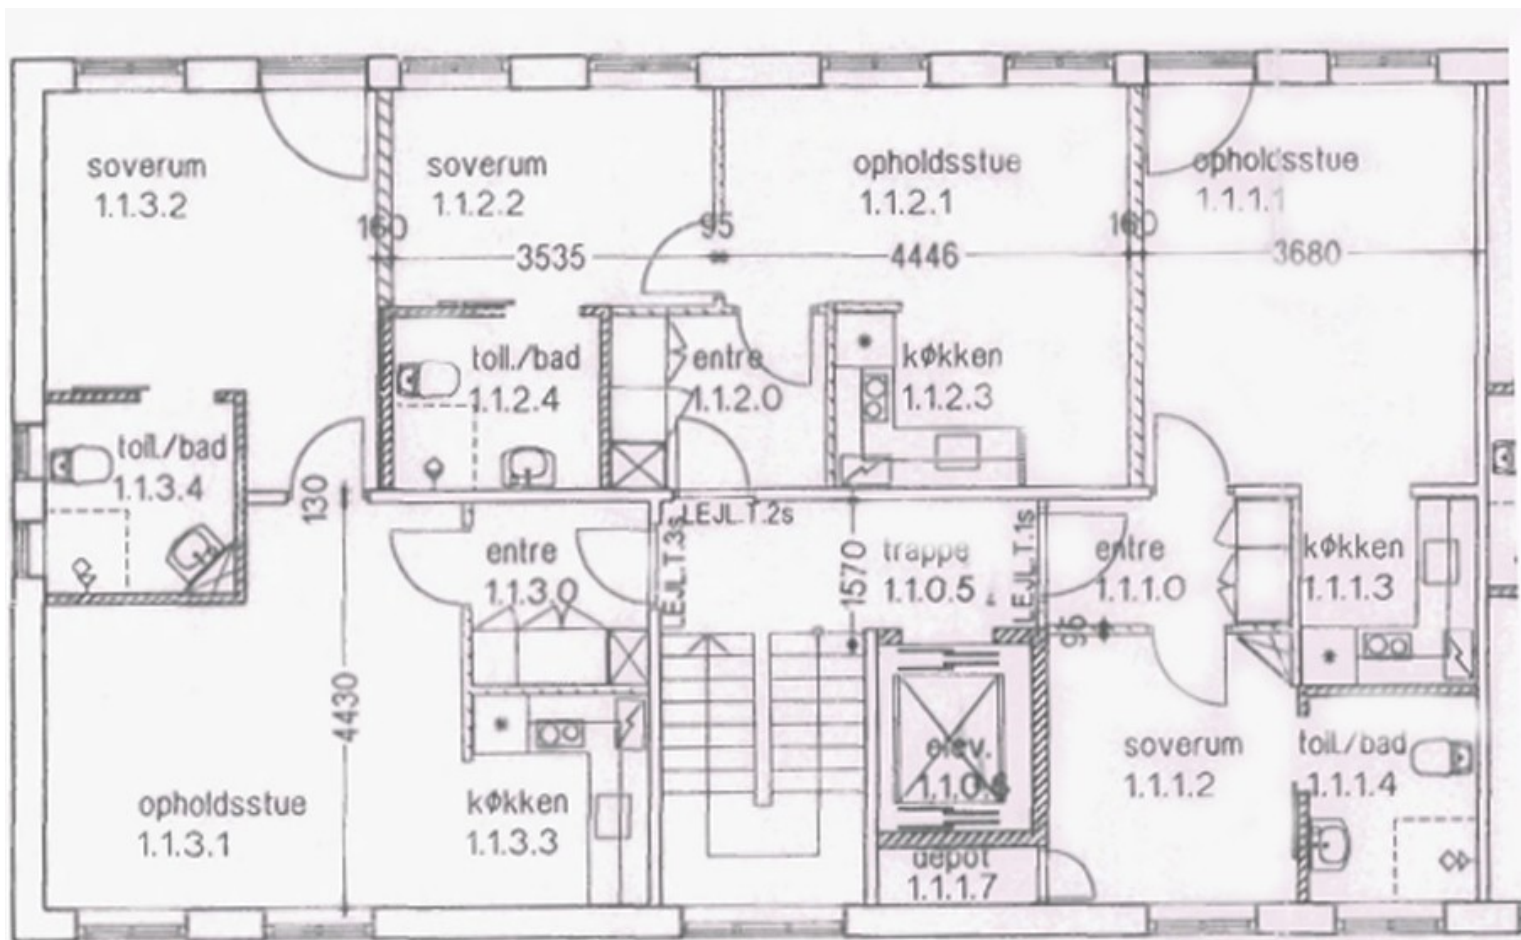 soverum
1.1.3.2
soverum
1.1.2.2
opholdsstue
1.1.2.1
opholdsstue
1.1.1.1
160
3535
95
4446
160
3680
toil./bad
1.1.3.4
toil./bad
1.1.2.4
entre
1.1.2.0
køkken
1.1.2.3
130
LEJL.T.2s
LEJL.T.3s
LEJL.T.1s
entre
1.1.3.0
1570
trappe
1.1.0.5
entre
1.1.1.0
køkken
1.1.1.3
95
4430
opholdsstue
1.1.3.1
køkken
1.1.3.3
elev.
soverum
1.1.1.2
toil./bad
1.1.1.4
depot
1.1.1.7